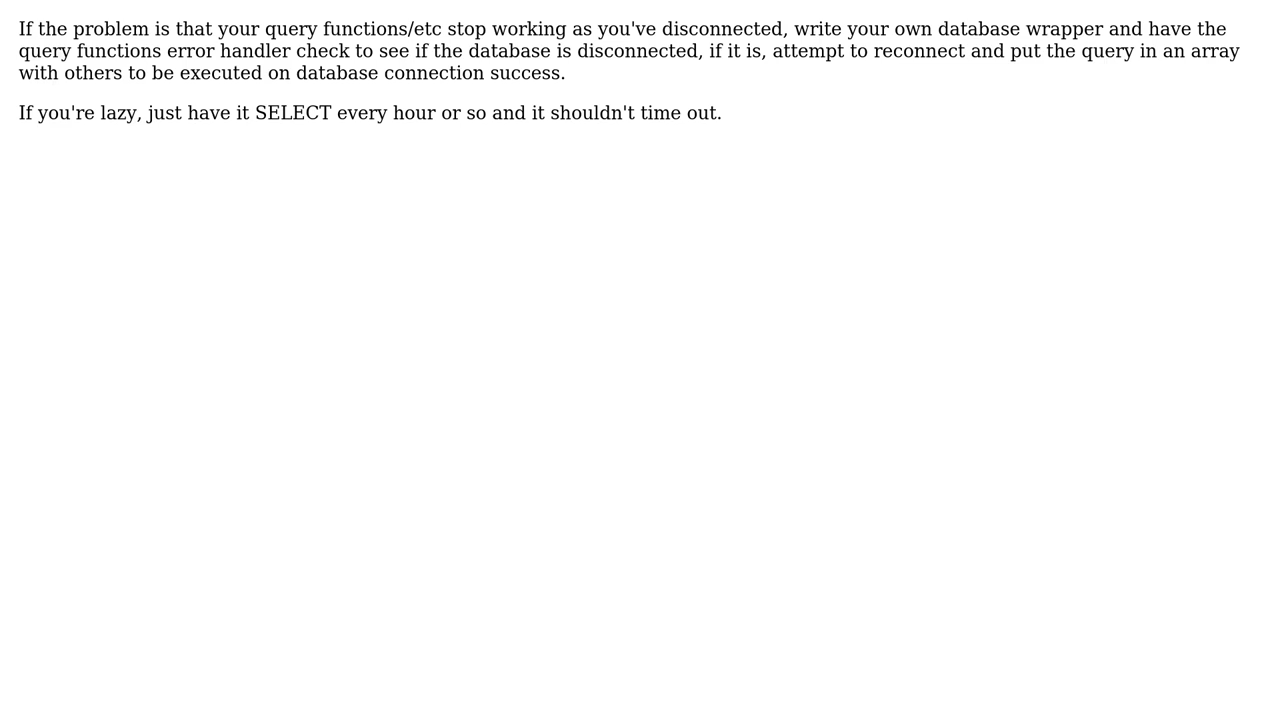 If the problem is that your query functions/etc stop working as you've disconnected, write your own database wrapper and have the
query functions error handler check to see if the database is disconnected, if it is, attempt to reconnect and put the query in an array
with others to be executed on database connection success.
If you're lazy, just have it SELECT every hour or so and it shouldn't time out.